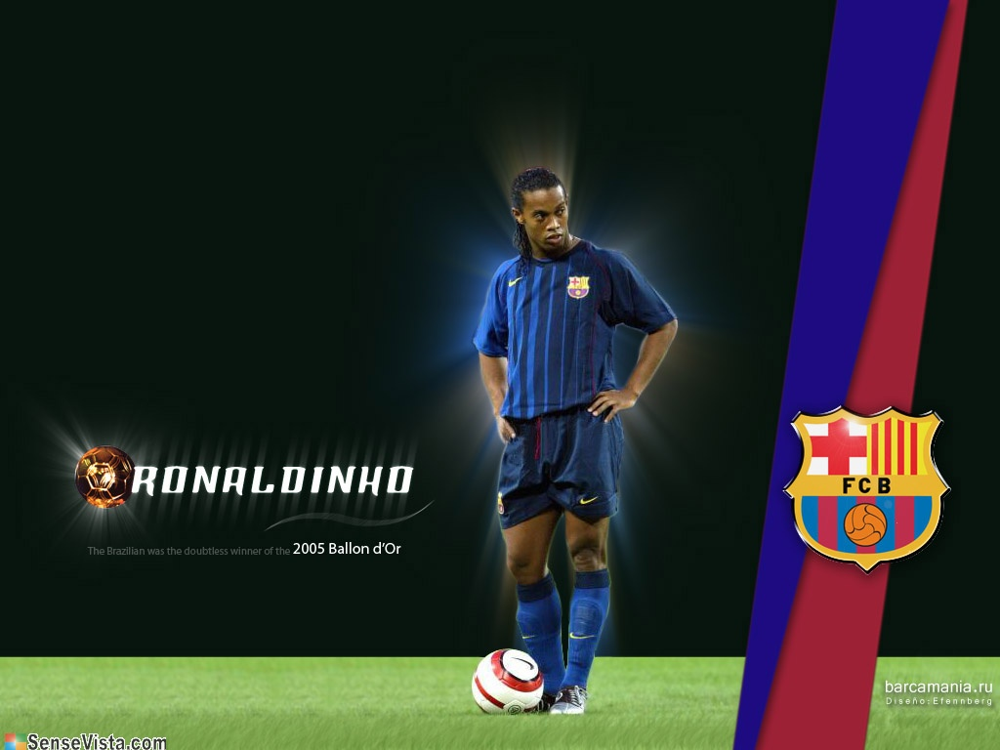 RONALDINHO
The Brazilian was the doubtless winner of the 2005 Ballon d'Or
FCB
barcamania.ru
Diseño: Efennberg
SenseVista.com